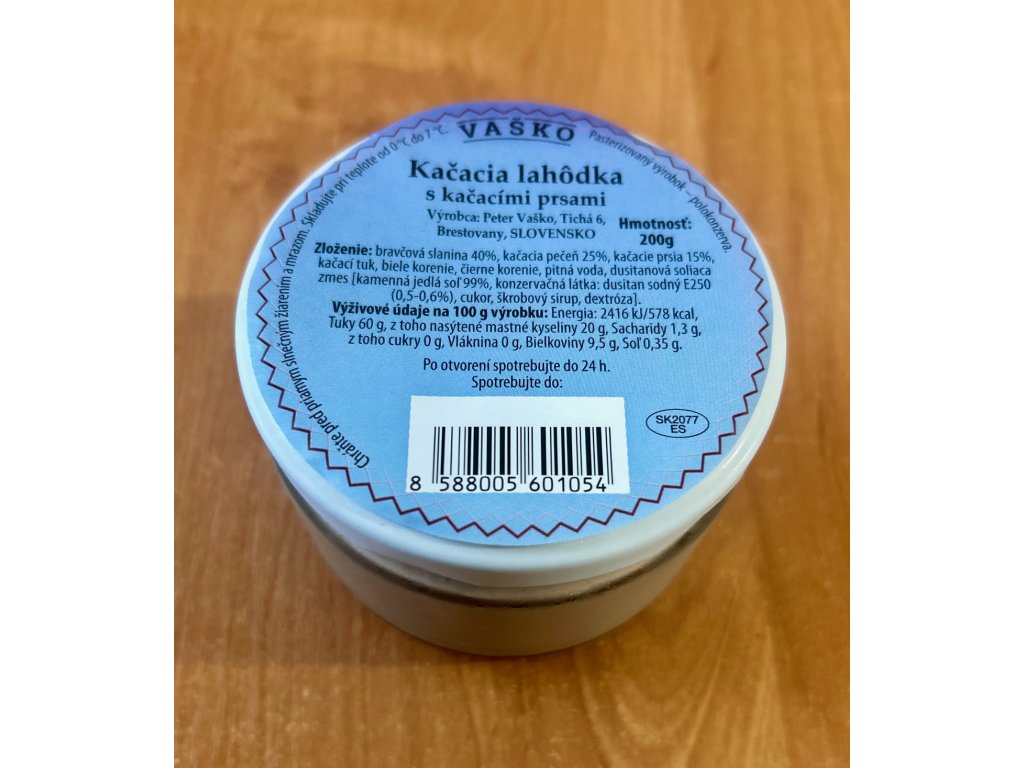 VAŠKO
Kačacia lahôdka
s kačacími prsami
Výrobca: Peter Vaško, Tichá 6,
Brestovany, SLOVENSKO
Hmotnosť:
200g
Zloženie: bravčová slanina 40%, kačacia pečeň 25%, kačacie prsia 15%,
kačací tuk, biele korenie, čierne korenie, pitná voda, dusitanová soliaca
zmes [kamenná jedlá soľ 99%, konzervačná látka: dusitan sodný E250
(0,5-0,6%), cukor, škrobový sirup, dextróza].
Výživové údaje na 100 g výrobku: Energia: 2416 kJ/578 kcal,
Tuky 60 g, z toho nasýtené mastné kyseliny 20 g, Sacharidy 1,3 g,
z toho cukry 0 g, Vláknina 0 g, Bielkoviny 9,5 g, Soľ 0,35 g.
Po otvorení spotrebujte do 24 h.
Spotrebujte do:
SK2077
ES
8 588005 601054
Chráňte pred priamym slnečným žiarením a mrazom. Skladujte pri teplote od 0 °C do 7 °C.
Pasterizovaný výrobok – polokonzerva.